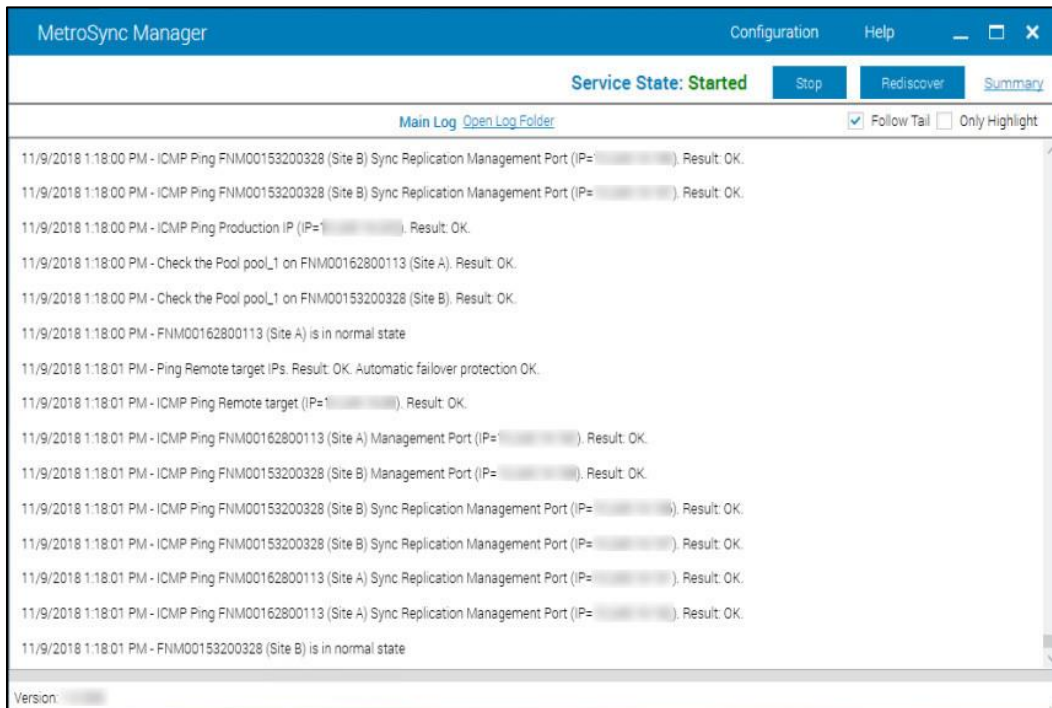 MetroSync Manager Configuration Help
Service State: Started Stop Rediscover Summary
Main Log Open Log Folder Follow Tail Only Highlight
11/9/2018 1:18:00 PM - ICMP Ping FNM00153200328 (Site B) Sync Replication Management Port (IP= ). Result: OK.
11/9/2018 1:18:00 PM - ICMP Ping FNM00153200328 (Site B) Sync Replication Management Port (IP= ). Result: OK.
11/9/2018 1:18:00 PM - ICMP Ping Production IP (IP= ). Result: OK.
11/9/2018 1:18:00 PM - Check the Pool pool_1 on FNM00162800113 (Site A). Result: OK.
11/9/2018 1:18:00 PM - Check the Pool pool_1 on FNM00153200328 (Site B). Result: OK.
11/9/2018 1:18:00 PM - FNM00162800113 (Site A) is in normal state
11/9/2018 1:18:01 PM - Ping Remote target IPs. Result: OK. Automatic failover protection OK.
11/9/2018 1:18:01 PM - ICMP Ping Remote target (IP= ). Result: OK.
11/9/2018 1:18:01 PM - ICMP Ping FNM00162800113 (Site A) Management Port (IP= ). Result: OK.
11/9/2018 1:18:01 PM - ICMP Ping FNM00153200328 (Site B) Management Port (IP= ). Result: OK.
11/9/2018 1:18:01 PM - ICMP Ping FNM00153200328 (Site B) Sync Replication Management Port (IP= ). Result: OK.
11/9/2018 1:18:01 PM - ICMP Ping FNM00153200328 (Site B) Sync Replication Management Port (IP= ). Result: OK.
11/9/2018 1:18:01 PM - ICMP Ping FNM00162800113 (Site A) Sync Replication Management Port (IP= ). Result: OK.
11/9/2018 1:18:01 PM - ICMP Ping FNM00162800113 (Site A) Sync Replication Management Port (IP= ). Result: OK.
11/9/2018 1:18:01 PM - FNM00153200328 (Site B) is in normal state
Version: